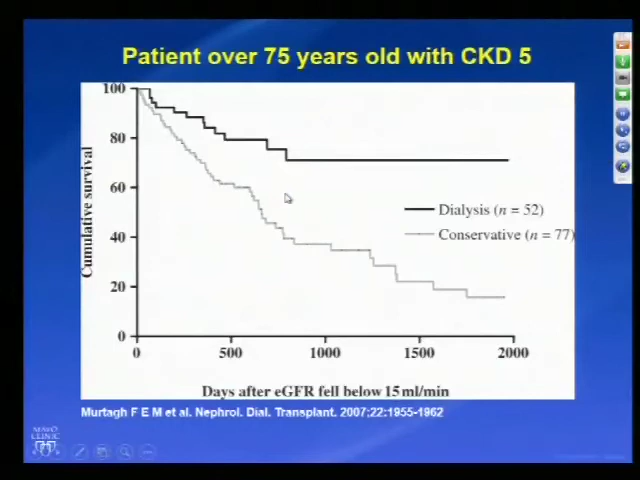 Patient over 75 years old with CKD 5
100
80
60
40
20
0
Cumulative survival
Dialysis (n = 52)
Conservative (n = 77)
0
500
1000
1500
2000
Days after eGFR fell below 15 ml/min
Murtagh F E M et al. Nephrol. Dial. Transplant. 2007;22:1955-1962
MAYO
CLINIC